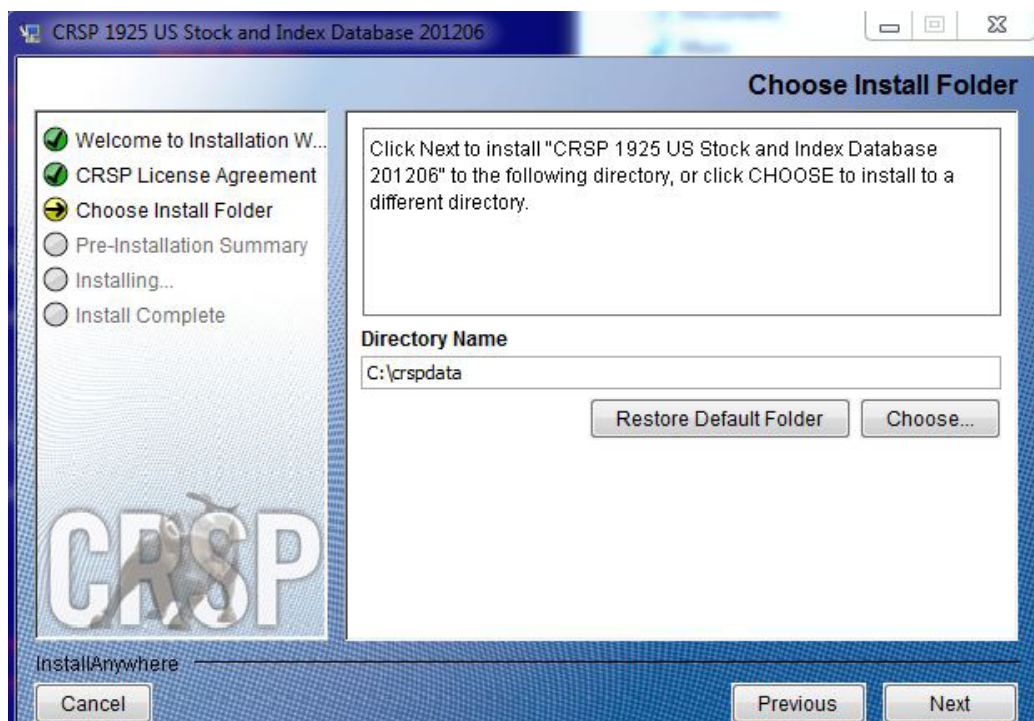 CRSP 1925 US Stock and Index Database 201206
Choose Install Folder
Welcome to Installation W...
CRSP License Agreement
Choose Install Folder
Pre-Installation Summary
Installing...
Install Complete
CRSP
Click Next to install "CRSP 1925 US Stock and Index Database
201206" to the following directory, or click CHOOSE to install to a
different directory.
Directory Name
C:\crspdata
Restore Default Folder
Choose...
InstallAnywhere
Cancel
Previous
Next